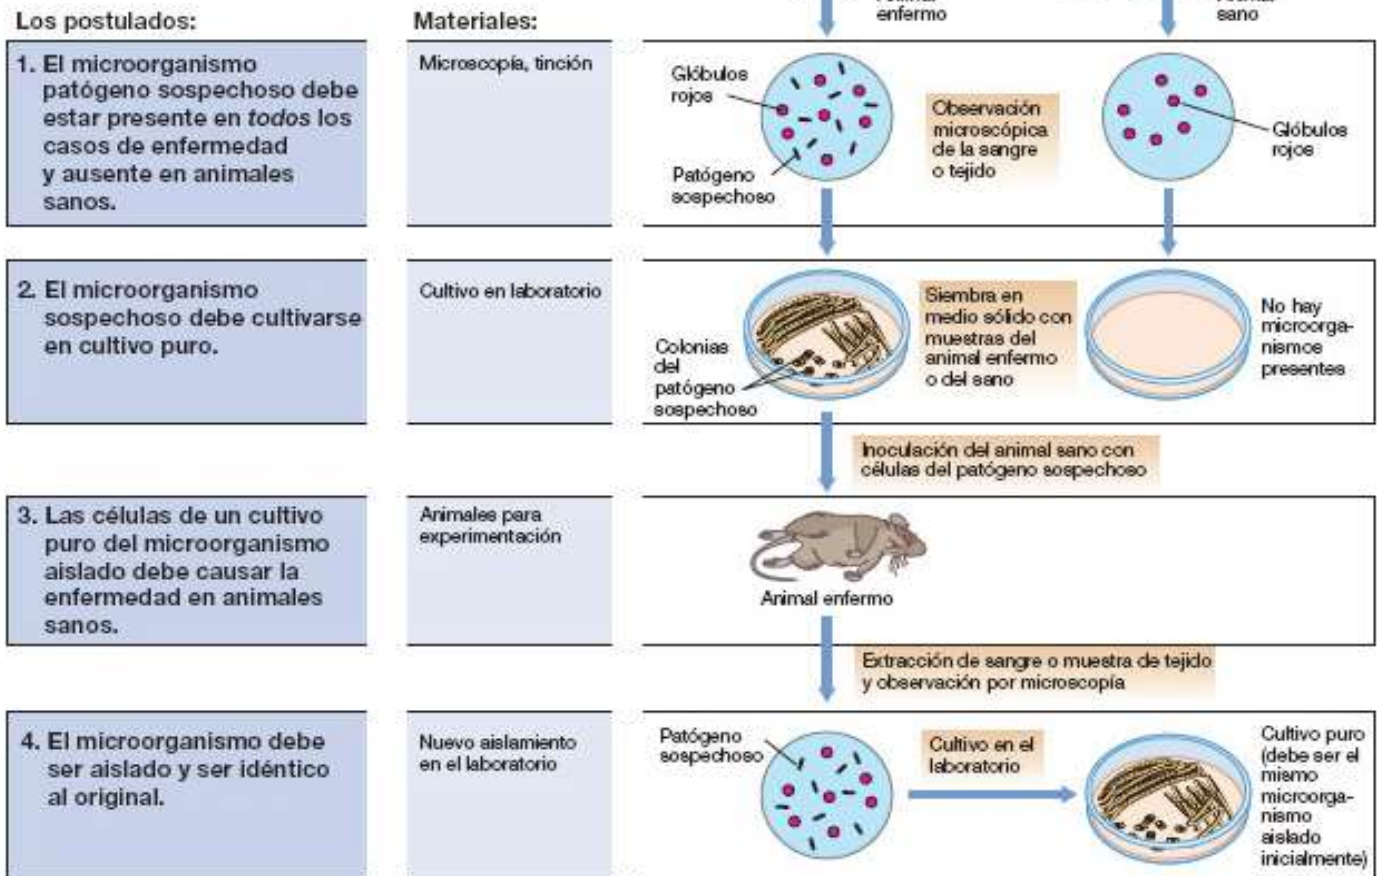 enfermo
sano
Los postulados:
Materiales:
1. El microorganismo
patógeno sospechoso debe
estar presente en todos los
casos de enfermedad
y ausente en animales
sanos.
Microscopía, tinción
Glóbulos
rojos
Patógeno
sospechoso
Observación
microscópica
de la sangre
o tejido
Glóbulos
rojos
2. El microorganismo
sospechoso debe cultivarse
en cultivo puro.
Cultivo en laboratorio
Colonias
del
patógeno
sospechoso
Siembra en
medio sólido con
muestras del
animal enfermo
o del sano
No hay
microorga-
nismos
presentes
Inoculación del animal sano con
células del patógeno sospechoso
3. Las células de un cultivo
puro del microorganismo
aislado debe causar la
enfermedad en animales
sanos.
Animales para
experimentación
Animal enfermo
Extracción de sangre o muestra de tejido
y observación por microscopía
4. El microorganismo debe
ser aislado y ser idéntico
al original.
Nuevo aislamiento
en el laboratorio
Patógeno
sospechoso
Cultivo en el
laboratorio
Cultivo puro
(debe ser el
mismo
microorga-
nismo
aislado
inicialmente)